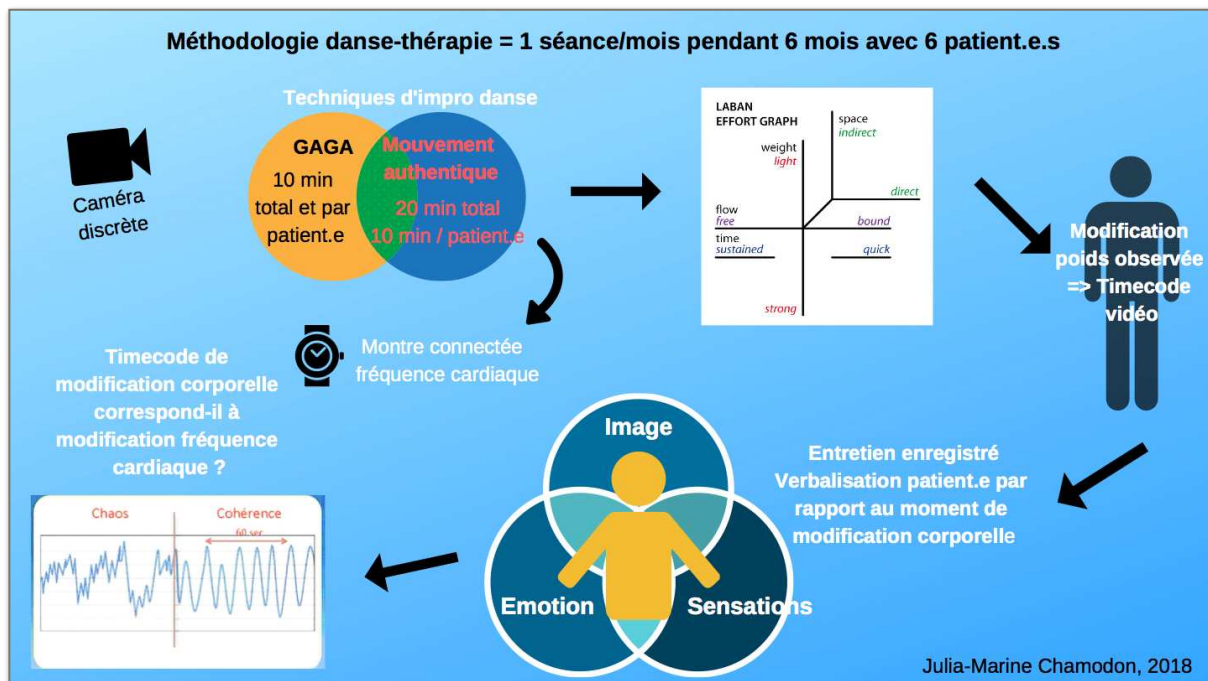 Méthodologie danse-thérapie = 1 séance/mois pendant 6 mois avec 6 patient.e.s
Caméra
discrète
Techniques d'impro danse
GAGA
10 min
total et par
patient.e
Mouvement
authentique
20 min total
10 min / patient.e
LABAN
EFFORT GRAPH
space
indirect
weight
light
direct
flow
free
bound
time
sustained
quick
strong
Modification
poids observée
=> Timecode
vidéo
Montre connectée
fréquence cardiaque
Entretien enregistré
Verbalisation patient.e par
rapport au moment de
modification corporelle
Image
Emotion
Sensations
Timecode de
modification corporelle
correspond-il à
modification fréquence
cardiaque ?
Chaos
Cohérence
60 sec
Julia-Marine Chamodon, 2018